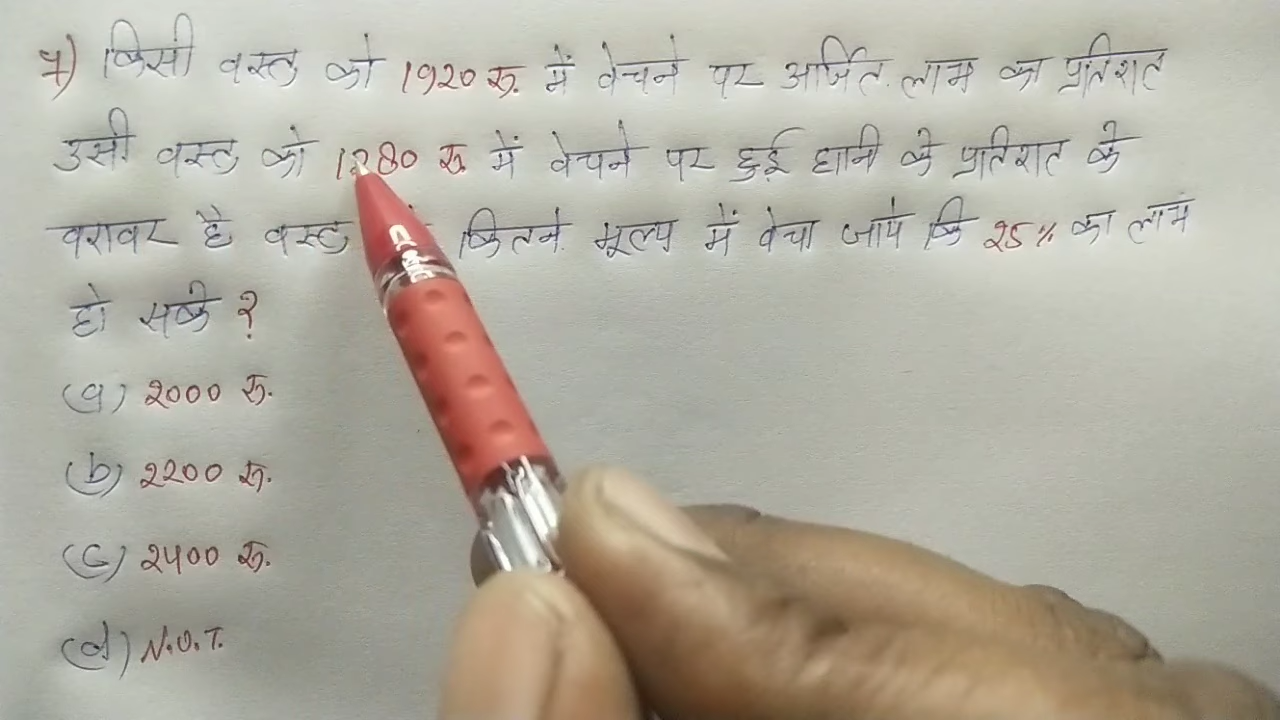 4) किसी वस्तु को 1920 रु. में बेचने पर अर्जित लाभ का प्रतिशत
उसी वस्तु को 1280 रु में बेचने पर हुई हानी के प्रतिशत के
बराबर है वस्तु कितने मूल्य में बेचा जाये कि 25% का लाभ
हो सके ?
(a) 2000 रु.
(b) 2200 रु.
(c) 2400 रु.
(d) N.O.T.